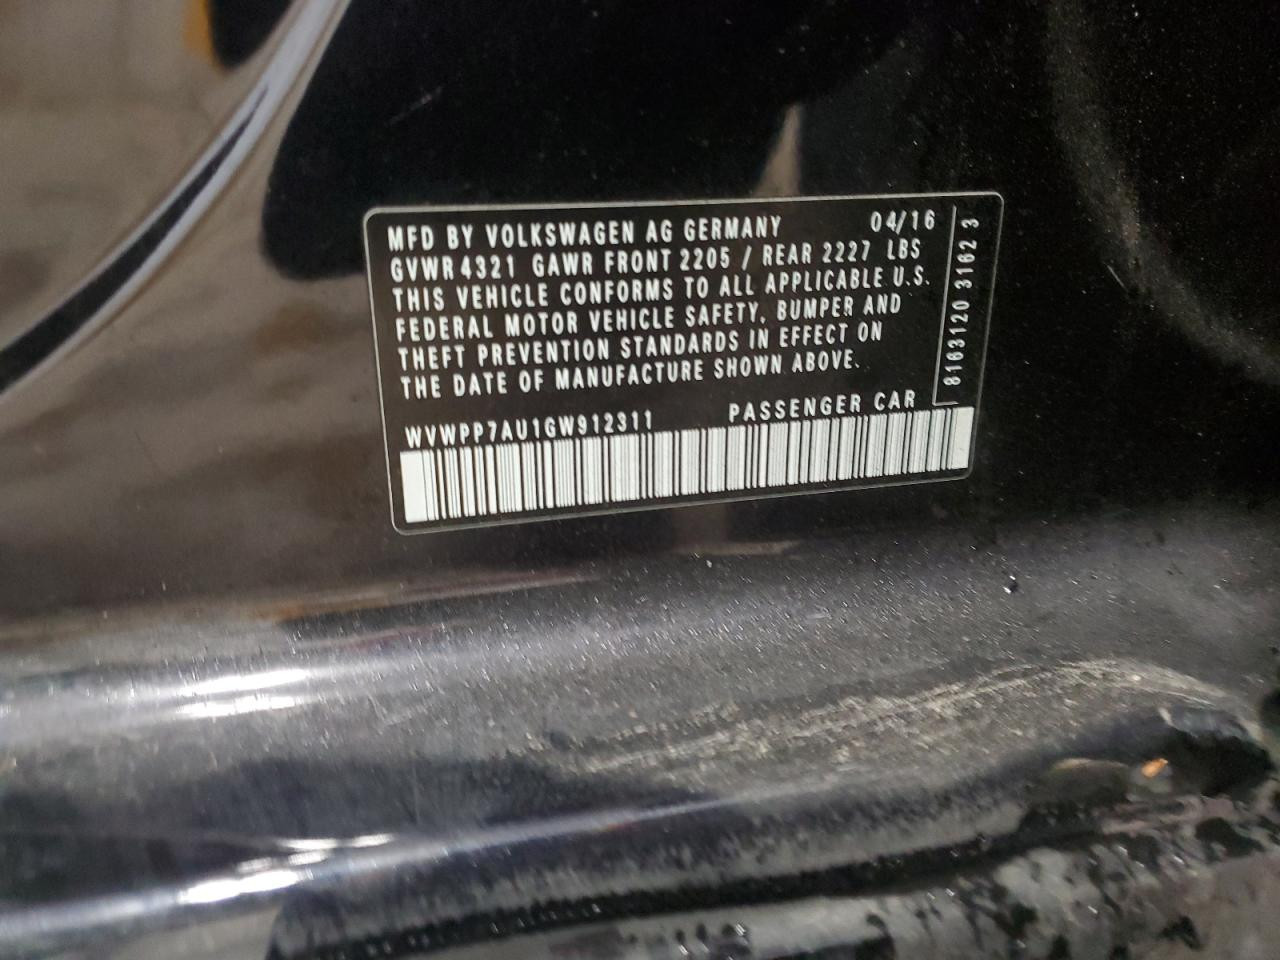 MFD BY VOLKSWAGEN AG GERMANY 04/16
GVWR 4321 GAWR FRONT 2205 / REAR 2227 LBS
THIS VEHICLE CONFORMS TO ALL APPLICABLE U.S.
FEDERAL MOTOR VEHICLE SAFETY, BUMPER AND
THEFT PREVENTION STANDARDS IN EFFECT ON
THE DATE OF MANUFACTURE SHOWN ABOVE.
WVWPP7AU1GW912311 PASSENGER CAR
8163120 3162 3